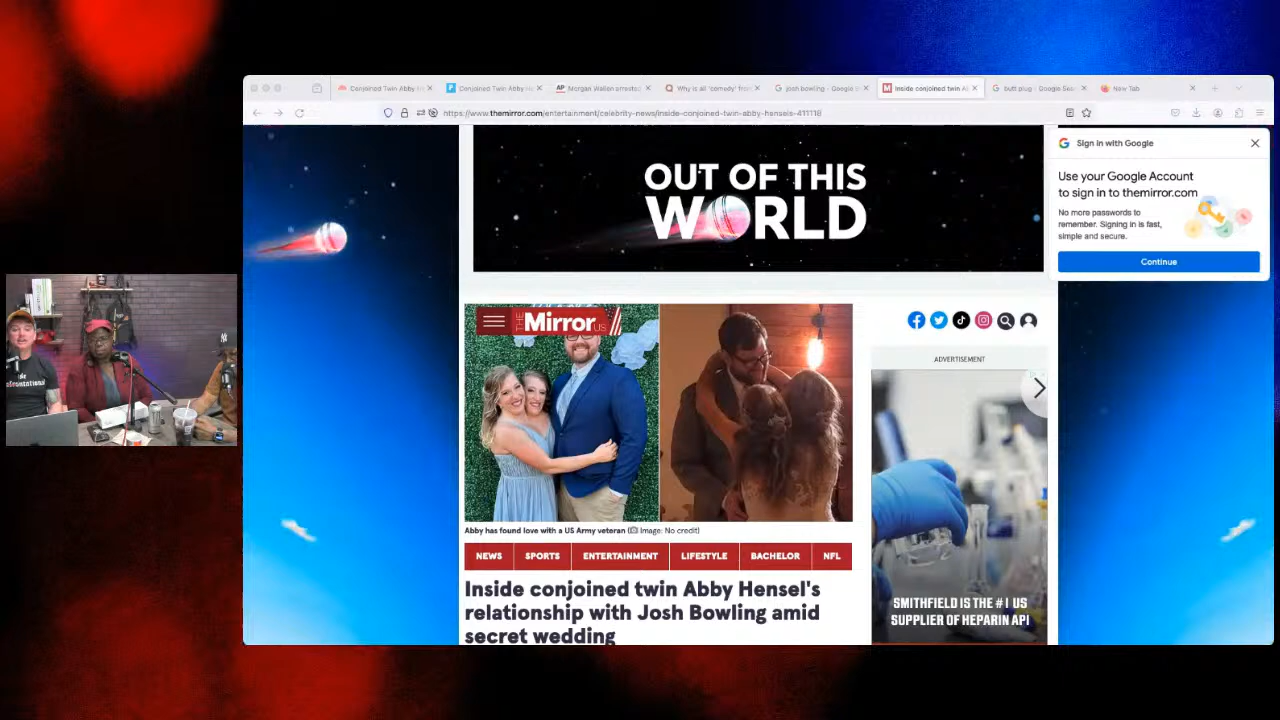 Conjoined Twin Abby
Conjoined Twin Abby
AP Morgan Wallen arrested
Why is all 'comedy' from
josh bowling - Google
Inside conjoined twin A
butt plug - Google Sea
New Tab
https://www.themirror.com/entertainment/celebrity-news/inside-conjoined-twin-abby-hensels-411116
OUT OF THIS
WORLD
Sign in with Google
Use your Google Account
to sign in to themirror.com
No more passwords to
remember. Signing in is fast,
simple and secure.
Continue
THE Mirror US
ADVERTISEMENT
SMITHFIELD IS THE #1 US
SUPPLIER OF HEPARIN API
Abby has found love with a US Army veteran (Image: No credit)
NEWS SPORTS ENTERTAINMENT LIFESTYLE BACHELOR NFL
Inside conjoined twin Abby Hensel's
relationship with Josh Bowling amid
secret wedding